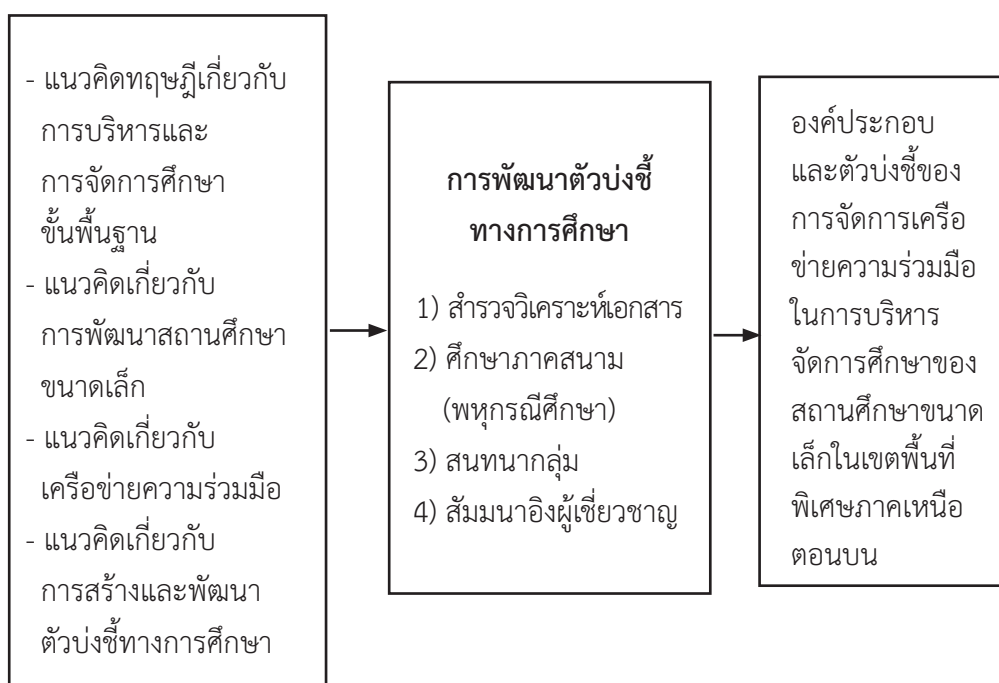 - แนวคิดทฤษฎีเกี่ยวกับ
การบริหารและ
การจัดการศึกษา
ขั้นพื้นฐาน
- แนวคิดเกี่ยวกับ
การพัฒนาสถานศึกษา
ขนาดเล็ก
- แนวคิดเกี่ยวกับ
เครือข่ายความร่วมมือ
- แนวคิดเกี่ยวกับ
การสร้างและพัฒนา
ตัวบ่งชี้ทางการศึกษา
การพัฒนาตัวบ่งชี้
ทางการศึกษา
1) สำรวจวิเคราะห์เอกสาร
2) ศึกษาภาคสนาม
(พหุกรณีศึกษา)
3) สนทนากลุ่ม
4) สัมมนาอิงผู้เชี่ยวชาญ
องค์ประกอบ
และตัวบ่งชี้ของ
การจัดการเครือ
ข่ายความร่วมมือ
ในการบริหาร
จัดการศึกษาของ
สถานศึกษาขนาด
เล็กในเขตพื้นที่
พิเศษภาคเหนือ
ตอนบน